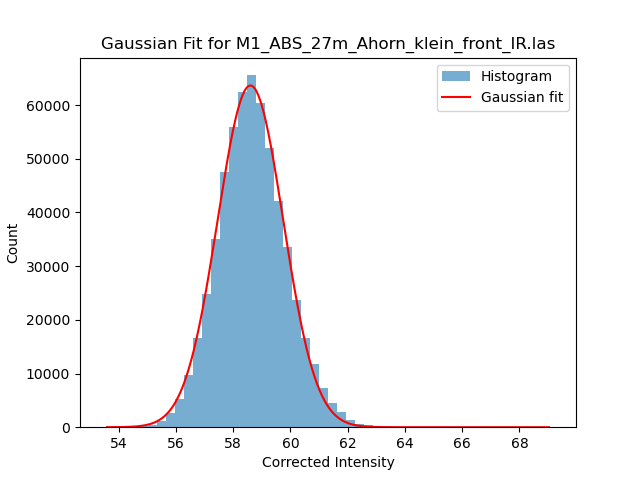 Gaussian Fit for M1_ABS_27m_Ahorn_klein_front_IR.las
Histogram
Gaussian fit
60000
50000
40000
30000
20000
10000
0
Count
54 56 58 60 62 64 66 68
Corrected Intensity